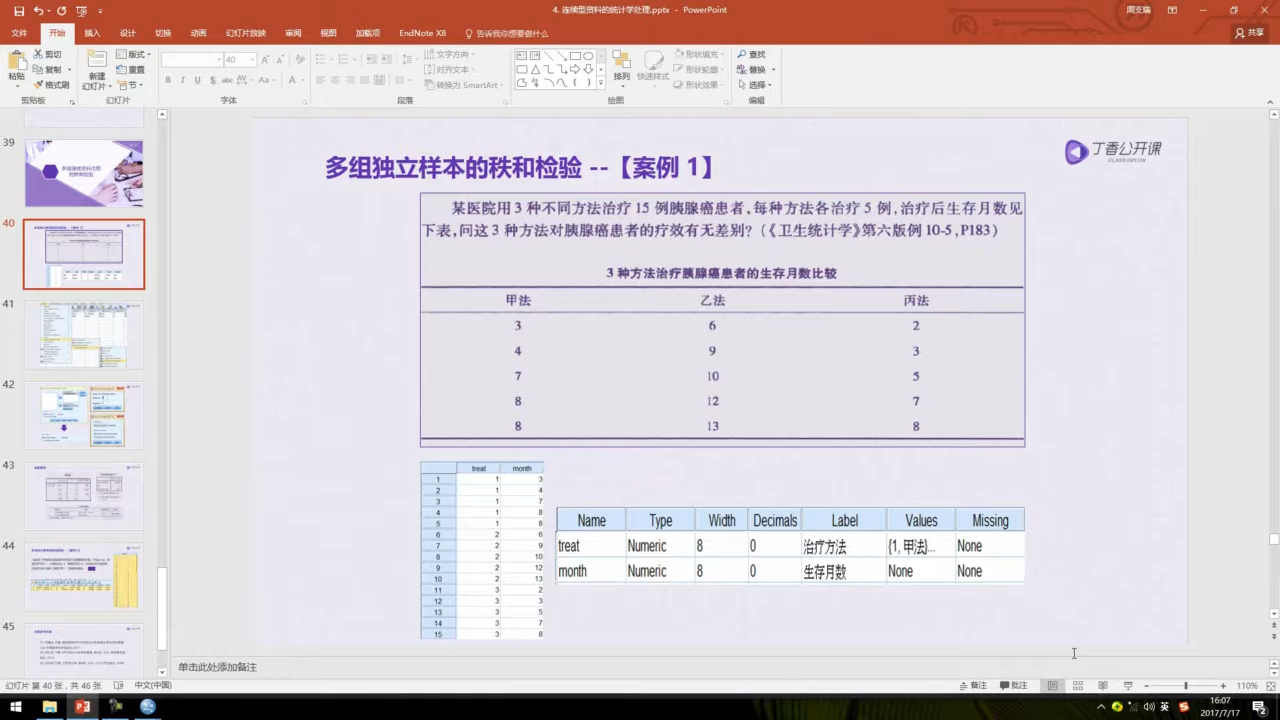 4. 连续型资料的统计学处理.pptx - PowerPoint
周支瑞
文件 开始 插入 设计 切换 动画 幻灯片放映 审阅 视图 加载项 EndNote X8 告诉我你想要做什么 共享
粘贴 剪切 复制 格式刷 剪贴板
新建幻灯片 版式 重置 节 幻灯片
40 B I U S abc AV Aa A 字体
文字方向 对齐文本 转换为 SmartArt 段落
排列 快速样式 形状填充 形状轮廓 形状效果 绘图
查找 替换 选择 编辑
39
40
41
42
43
44
45
多组独立样本的秩和检验 --【案例 1】
丁香公开课
CLASS.DXY.CN
某医院用 3 种不同方法治疗 15 例胰腺癌患者,每种方法各治疗 5 例,治疗后生存月数见
下表,问这 3 种方法对胰腺癌患者的疗效有无差别?(《卫生统计学》第六版例 10-5,P183)
3 种方法治疗胰腺癌患者的生存月数比较
甲法 乙法 丙法
3 6 2
4 9 3
7 10 5
8 12 7
8 13 8
treat month
1 1 3
2 1 4
3 1 7
4 1 8
5 1 8
6 2 6
7 2 9
8 2 10
9 2 12
10 2 13
11 3 2
12 3 3
13 3 5
14 3 7
15
Name Type Width Decimals Label Values Missing
treat Numeric 8 治疗方法 {1, 甲法}... None
month Numeric 8 生存月数 None None
单击此处添加备注
幻灯片 第 40 张，共 46 张 中文(中国) 备注 批注 110%
英 16:07
2017/7/17